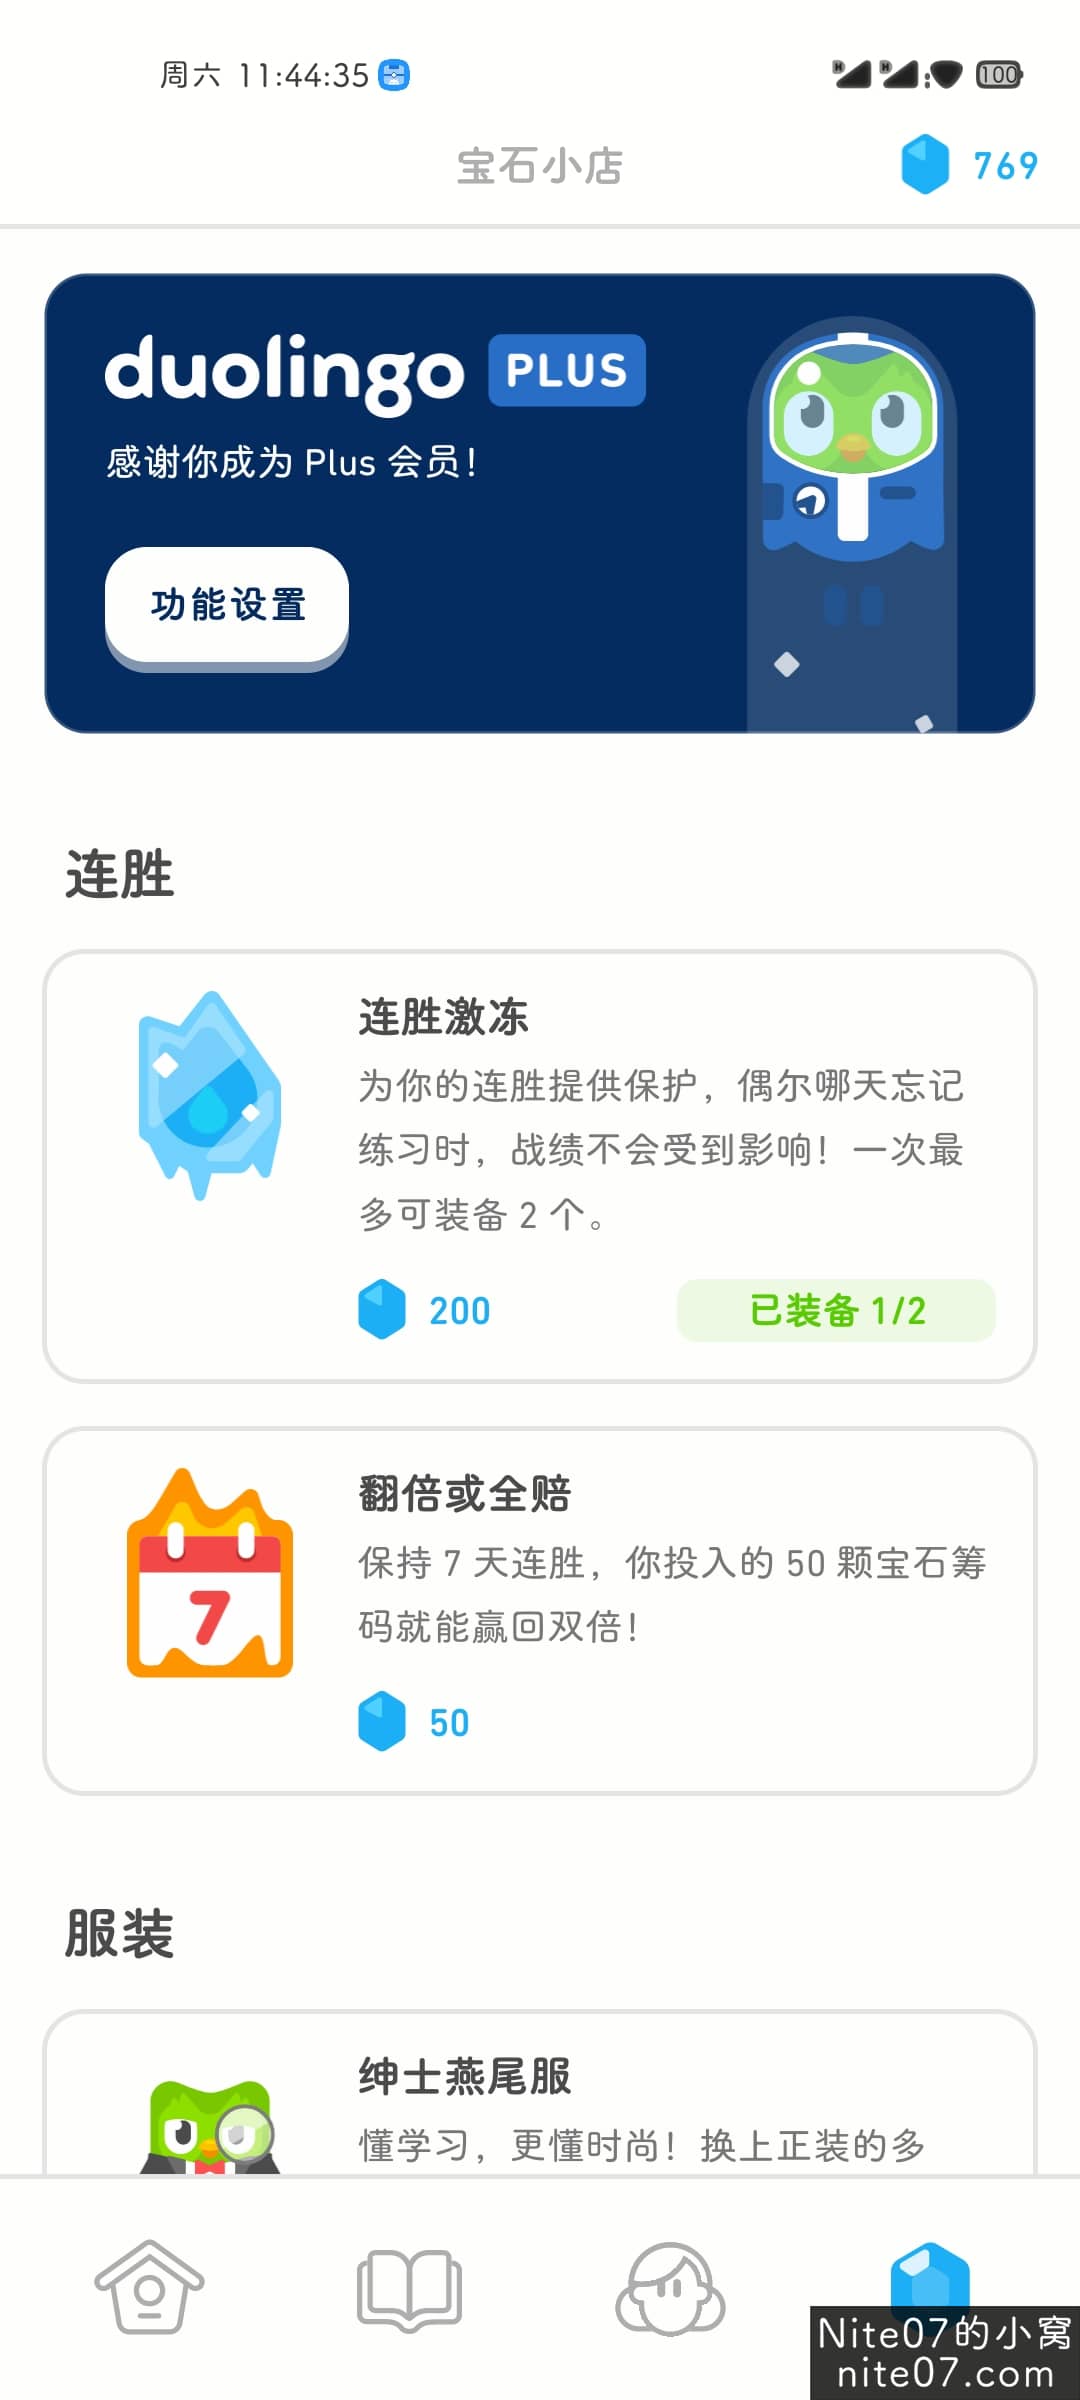 周六 11:44:35
100
宝石小店
769
duolingo PLUS
感谢你成为 Plus 会员！
功能设置
连胜
连胜激冻
为你的连胜提供保护，偶尔哪天忘记
练习时，战绩不会受到影响！一次最
多可装备 2 个。
200
已装备 1/2
翻倍或全赔
7
保持 7 天连胜，你投入的 50 颗宝石筹
码就能赢回双倍！
50
服装
绅士燕尾服
懂学习，更懂时尚！换上正装的多
Nite07的小窝
nite07.com